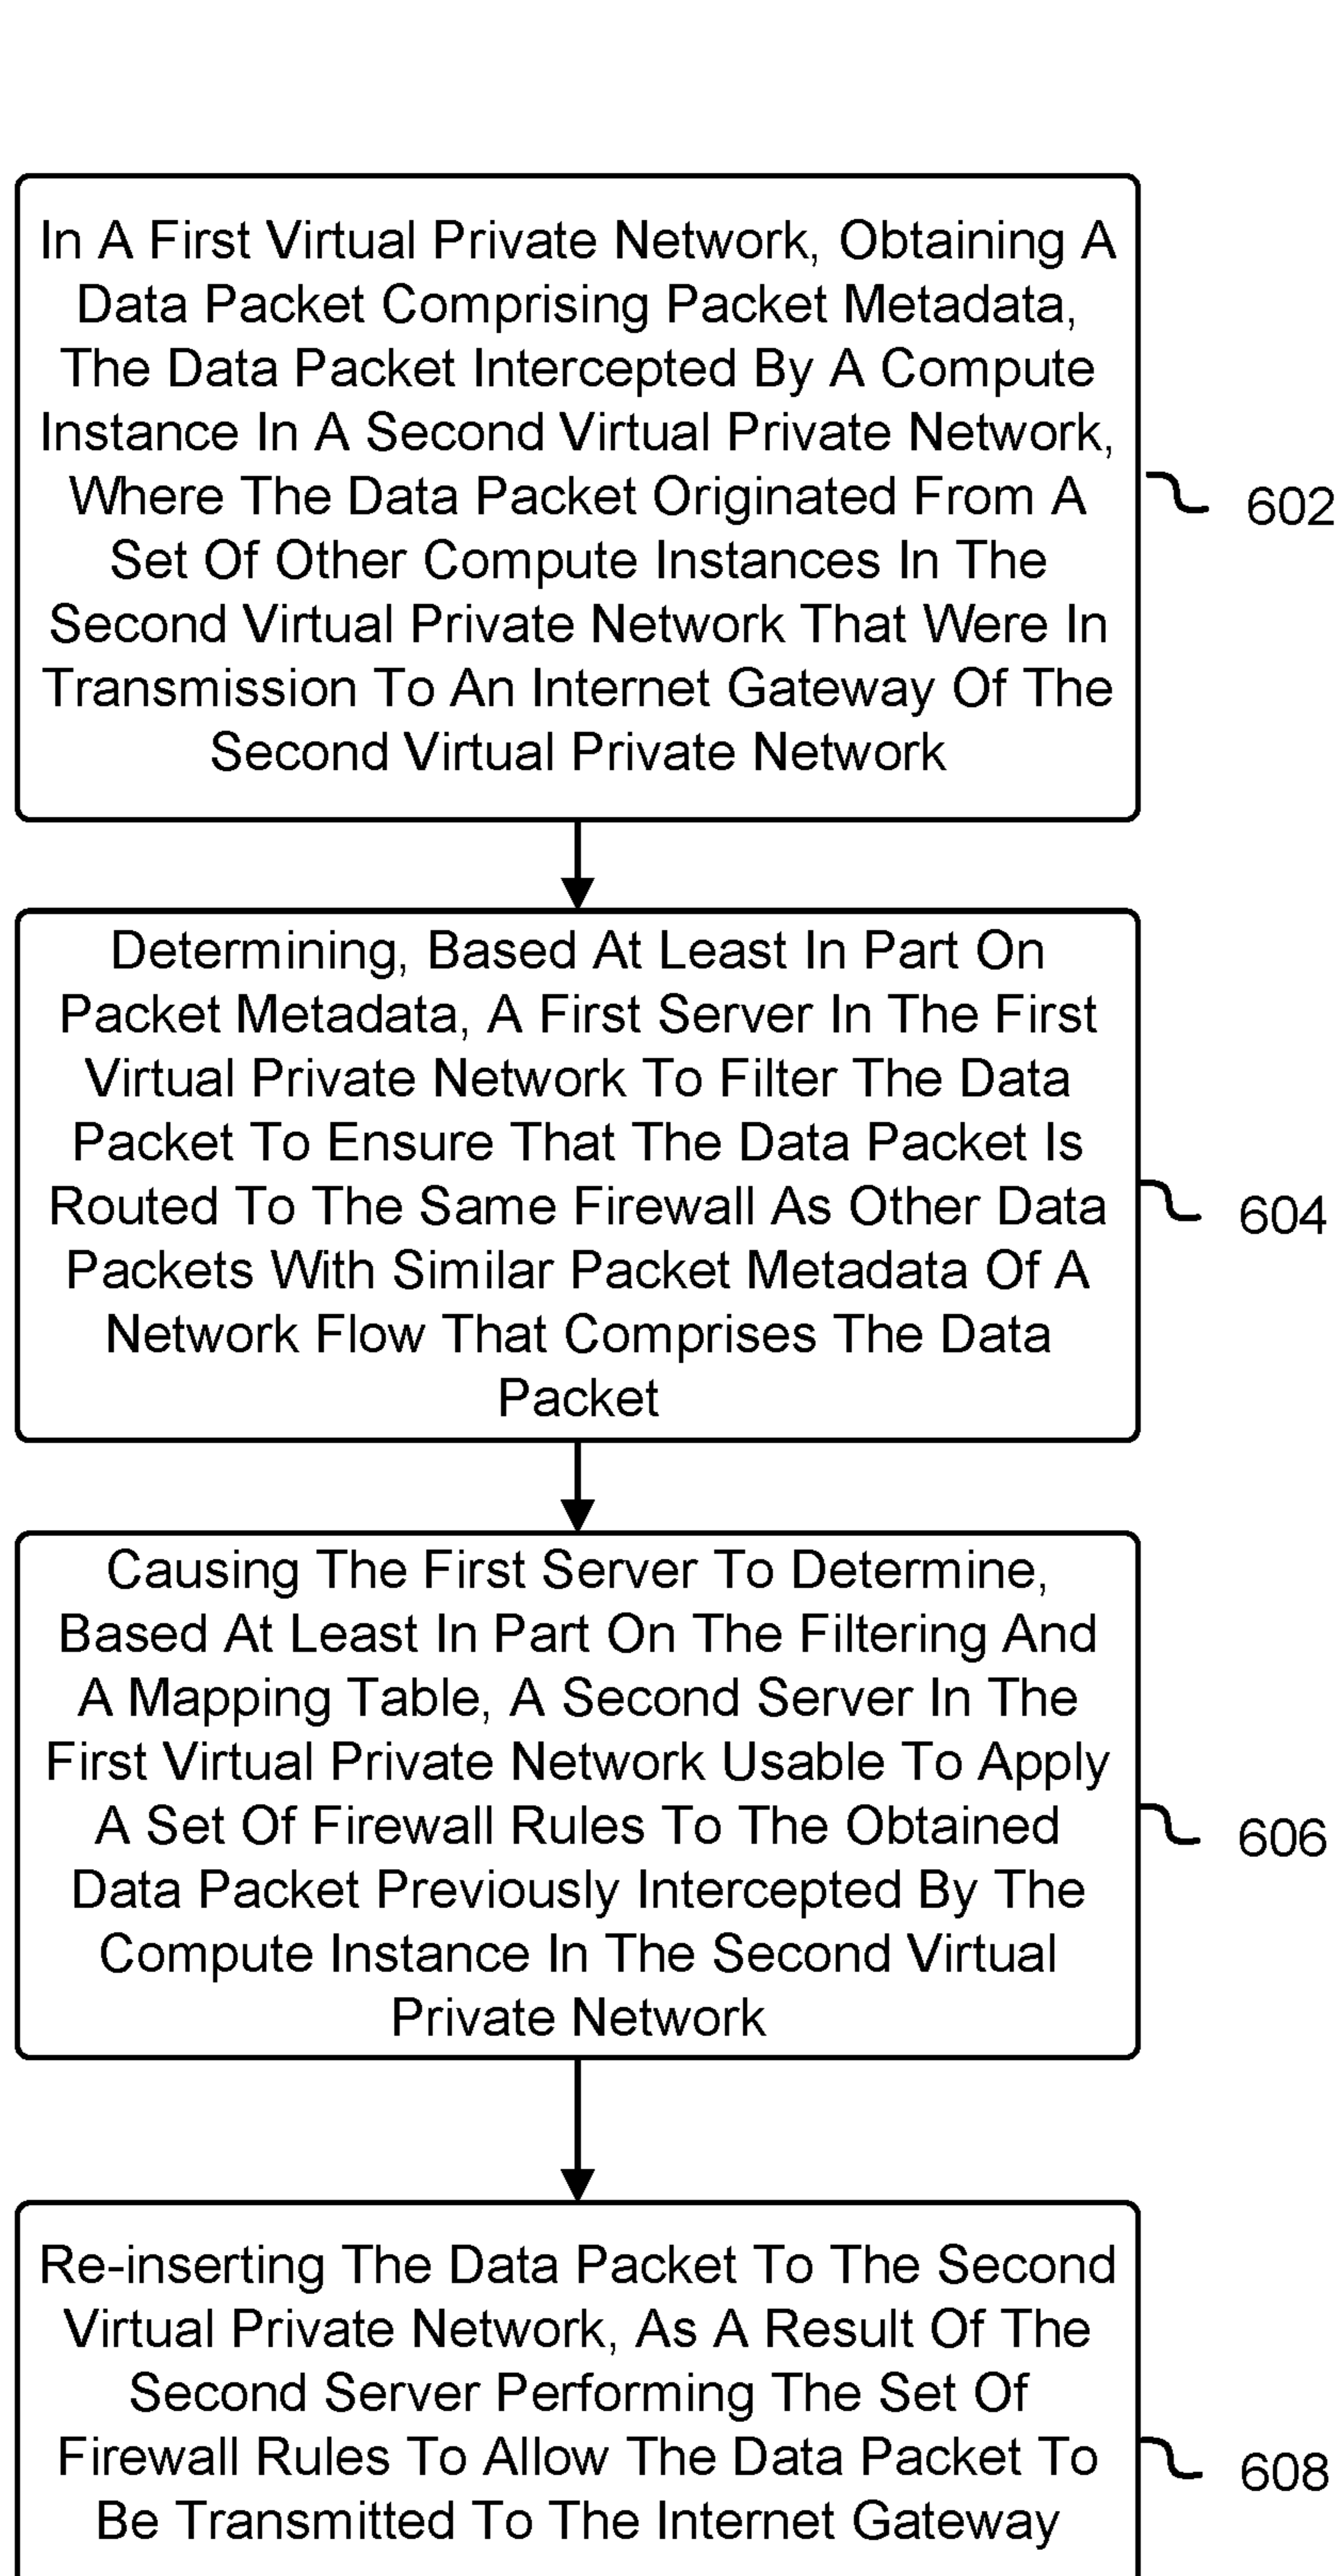 In A First Virtual Private Network, Obtaining A
Data Packet Comprising Packet Metadata,
The Data Packet Intercepted By A Compute
Instance In A Second Virtual Private Network,
Where The Data Packet Originated From A
Set Of Other Compute Instances In The
Second Virtual Private Network That Were In
Transmission To An Internet Gateway Of The
Second Virtual Private Network
602
Determining, Based At Least In Part On
Packet Metadata, A First Server In The First
Virtual Private Network To Filter The Data
Packet To Ensure That The Data Packet Is
Routed To The Same Firewall As Other Data
Packets With Similar Packet Metadata Of A
Network Flow That Comprises The Data
Packet
604
Causing The First Server To Determine,
Based At Least In Part On The Filtering And
A Mapping Table, A Second Server In The
First Virtual Private Network Usable To Apply
A Set Of Firewall Rules To The Obtained
Data Packet Previously Intercepted By The
Compute Instance In The Second Virtual
Private Network
606
Re-inserting The Data Packet To The Second
Virtual Private Network, As A Result Of The
Second Server Performing The Set Of
Firewall Rules To Allow The Data Packet To
Be Transmitted To The Internet Gateway
608